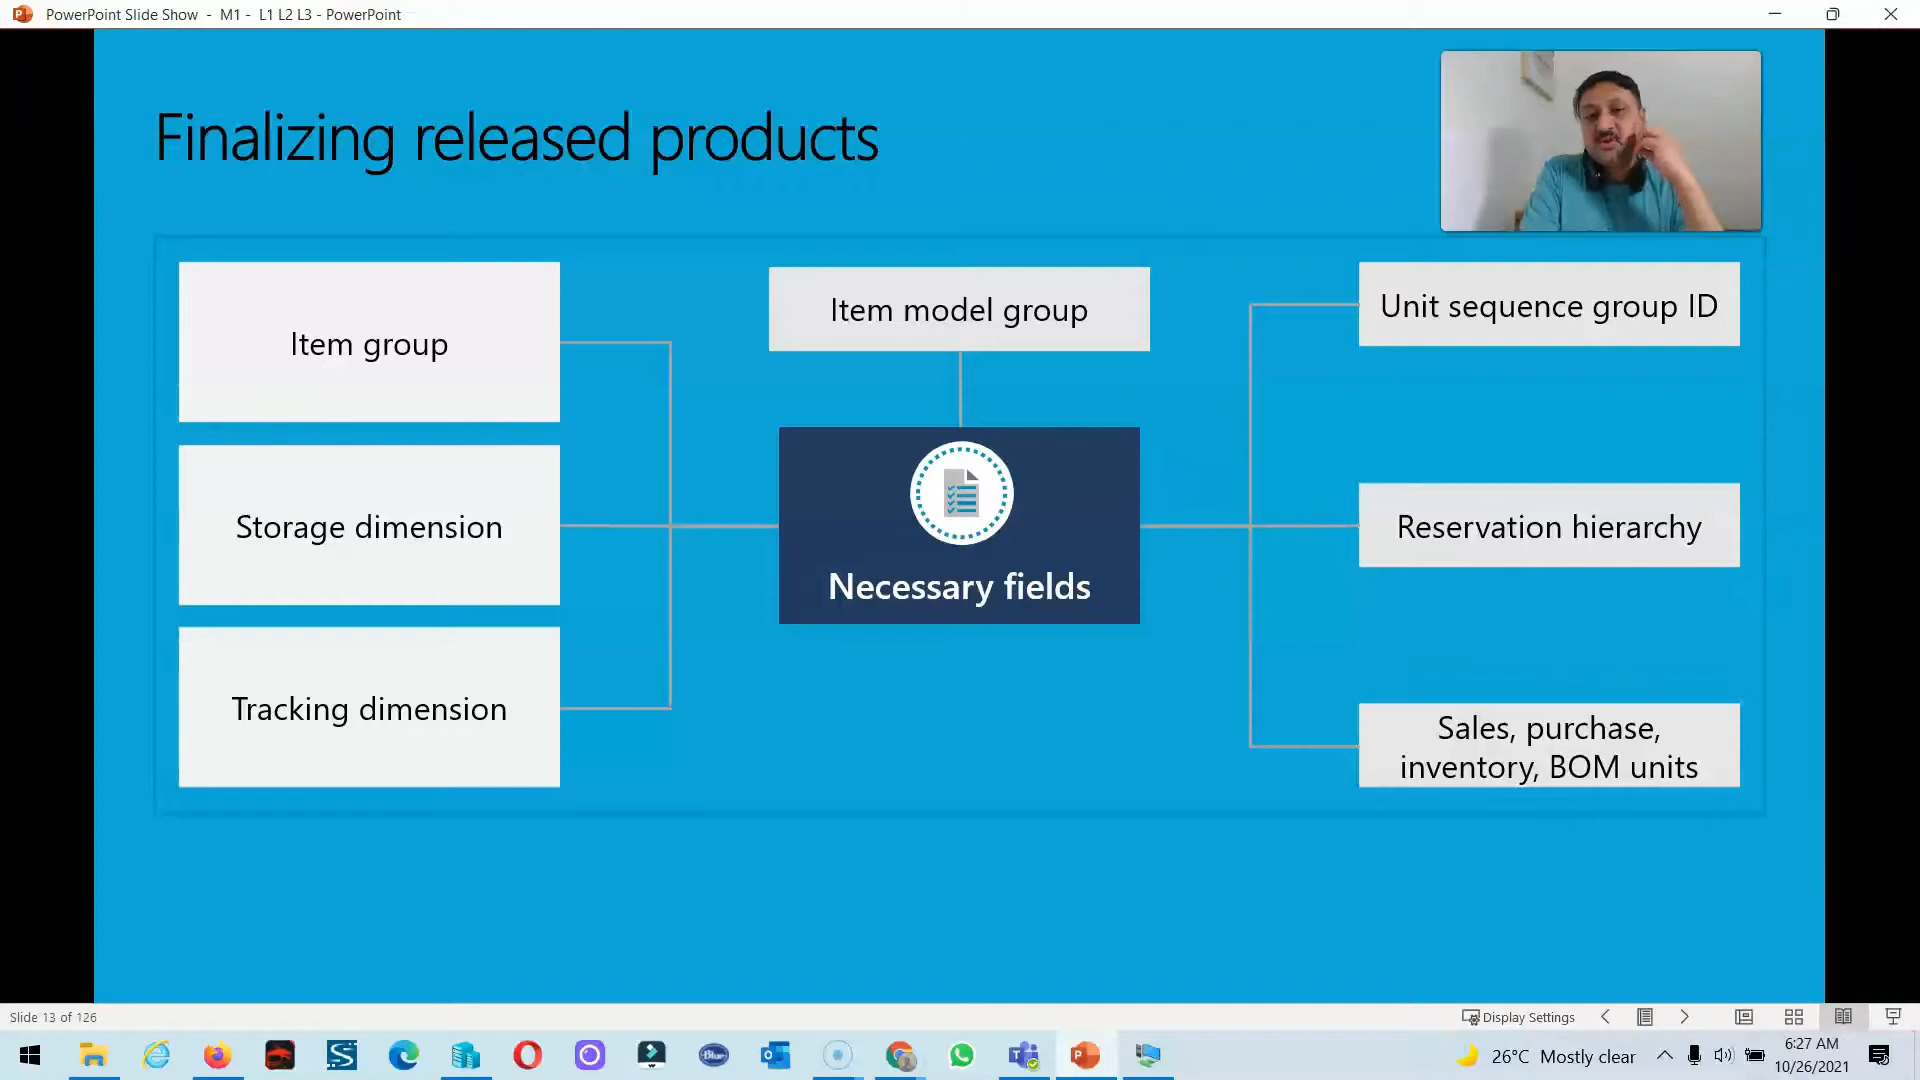 PowerPoint Slide Show - M1 - L1 L2 L3 - PowerPoint
Finalizing released products
Item group
Storage dimension
Tracking dimension
Item model group
Necessary fields
Unit sequence group ID
Reservation hierarchy
Sales, purchase,
inventory, BOM units
Slide 13 of 126
Display Settings
Blue
26°C Mostly clear
6:27 AM
10/26/2021